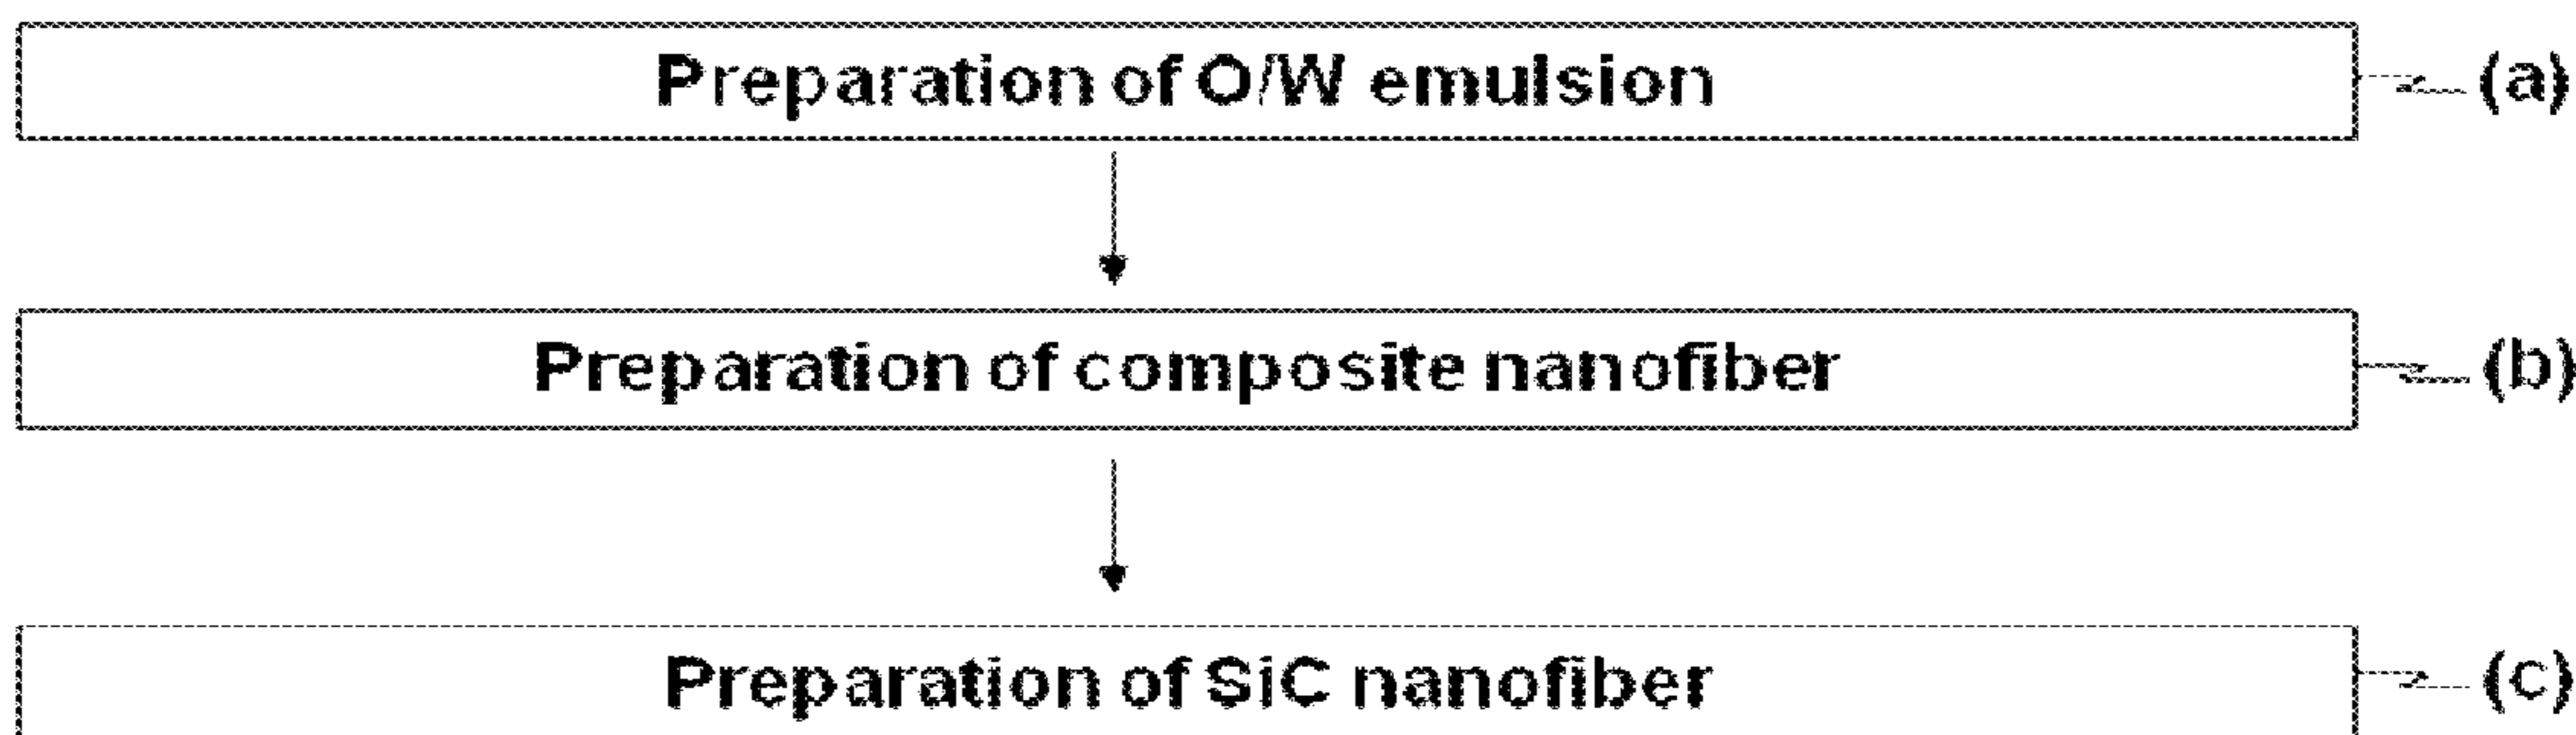 Preparation of O/W emulsion (a)
Preparation of composite nanofiber (b)
Preparation of SiC nanofiber (c)